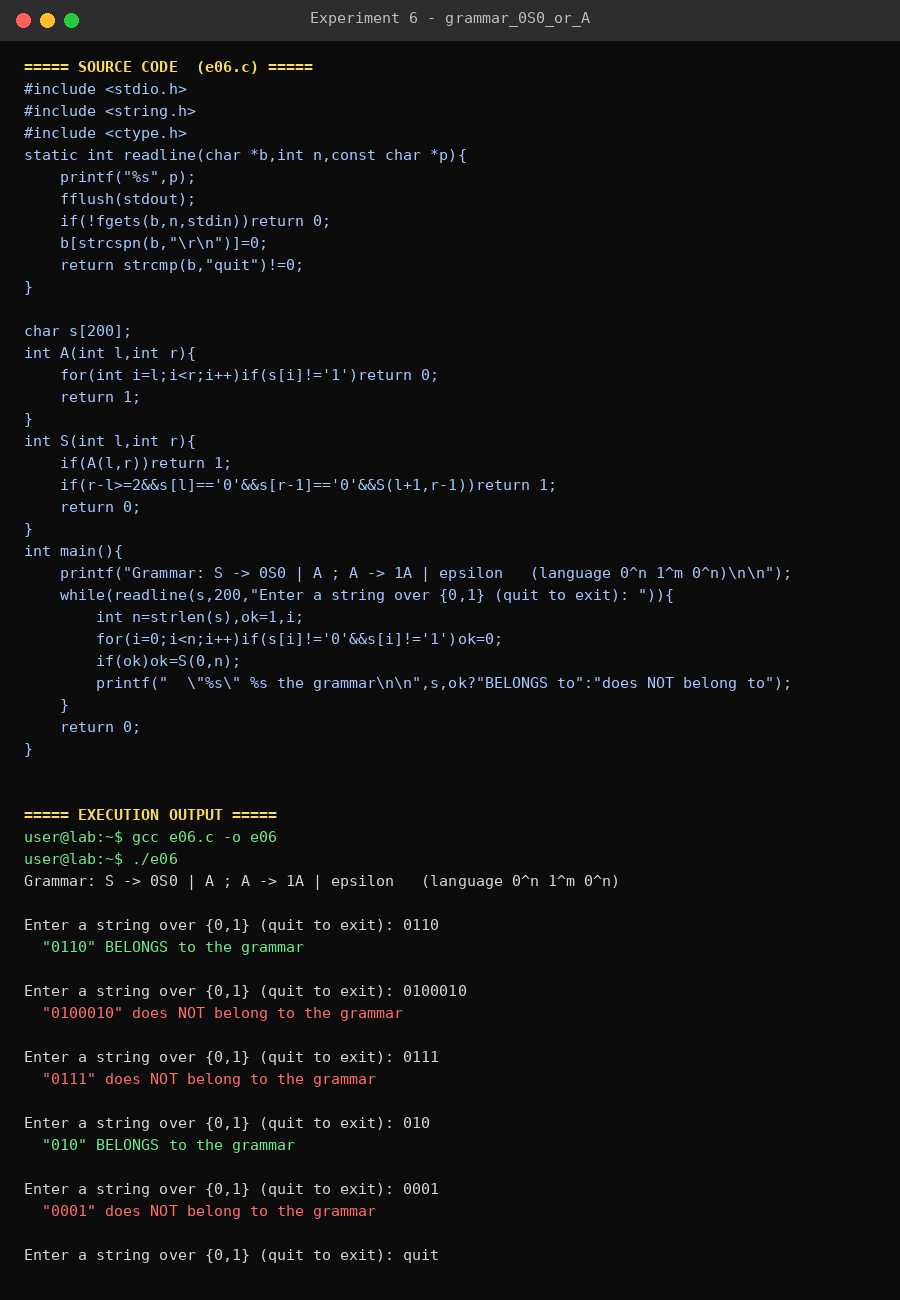 Experiment 6 - grammar_0S0_or_A
===== SOURCE CODE  (e06.c) =====
#include <stdio.h>
#include <string.h>
#include <ctype.h>
static int readline(char *b,int n,const char *p){
    printf("%s",p);
    fflush(stdout);
    if(!fgets(b,n,stdin))return 0;
    b[strcspn(b,"\r\n")]=0;
    return strcmp(b,"quit")!=0;
}

char s[200];
int A(int l,int r){
    for(int i=l;i<r;i++)if(s[i]!='1')return 0;
    return 1;
}
int S(int l,int r){
    if(A(l,r))return 1;
    if(r-l>=2&&s[l]=='0'&&s[r-1]=='0'&&S(l+1,r-1))return 1;
    return 0;
}
int main(){
    printf("Grammar: S -> 0S0 | A ; A -> 1A | epsilon   (language 0^n 1^m 0^n)\n\n");
    while(readline(s,200,"Enter a string over {0,1} (quit to exit): ")){
        int n=strlen(s),ok=1,i;
        for(i=0;i<n;i++)if(s[i]!='0'&&s[i]!='1')ok=0;
        if(ok)ok=S(0,n);
        printf("  \"%s\" %s the grammar\n\n",s,ok?"BELONGS to":"does NOT belong to");
    }
    return 0;
}

===== EXECUTION OUTPUT =====
user@lab:~$ gcc e06.c -o e06
user@lab:~$ ./e06
Grammar: S -> 0S0 | A ; A -> 1A | epsilon   (language 0^n 1^m 0^n)

Enter a string over {0,1} (quit to exit): 0110
  "0110" BELONGS to the grammar

Enter a string over {0,1} (quit to exit): 0100010
  "0100010" does NOT belong to the grammar

Enter a string over {0,1} (quit to exit): 0111
  "0111" does NOT belong to the grammar

Enter a string over {0,1} (quit to exit): 010
  "010" BELONGS to the grammar

Enter a string over {0,1} (quit to exit): 0001
  "0001" does NOT belong to the grammar

Enter a string over {0,1} (quit to exit): quit